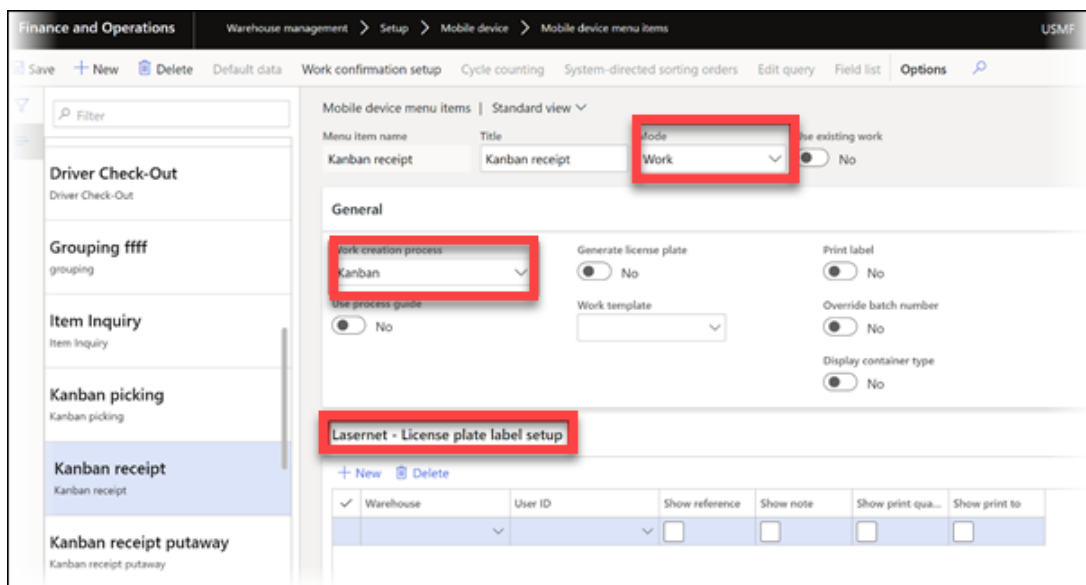 Finance and Operations
Warehouse management > Setup > Mobile device > Mobile device menu items
USMF
Save + New Delete Default data Work confirmation setup Cycle counting System-directed sorting orders Edit query Field list Options
Filter
Driver Check-Out
Driver Check-Out
Grouping ffff
grouping
Item Inquiry
Item Inquiry
Kanban picking
Kanban picking
Kanban receipt
Kanban receipt
Kanban receipt putaway
Kanban receipt putaway
Mobile device menu items | Standard view
Menu item name Title Mode Use existing work
Kanban receipt Kanban receipt Work No
General
Work creation process Generate license plate Print label
Kanban No No
Use process guide Work template Override batch number
No No
Display container type
No
Lasernet - License plate label setup
+ New Delete
Warehouse User ID Show reference Show note Show print qua... Show print to